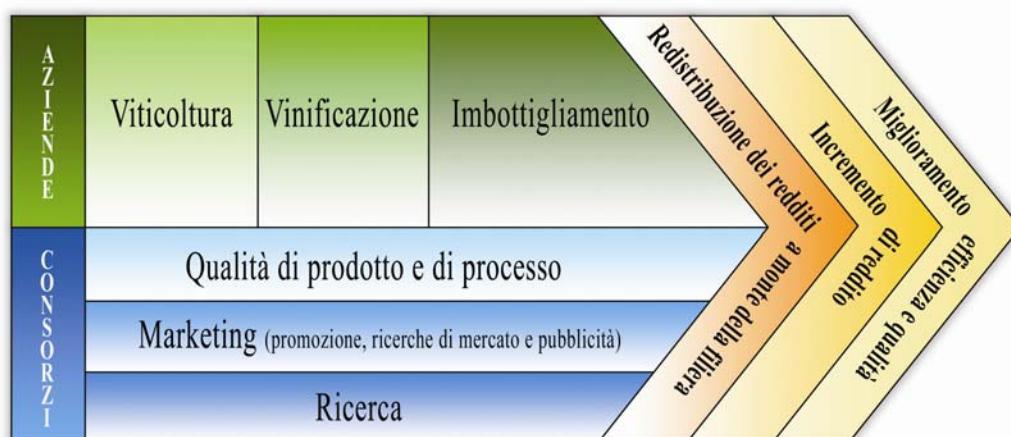 AZIENDE
Viticoltura
Vinificazione
Imbottigliamento
CONSORZI
Qualità di prodotto e di processo
Marketing (promozione, ricerche di mercato e pubblicità)
Ricerca
Redistribuzione dei redditi
a monte della filiera
Incremento
di reddito
Miglioramento
efficienza e qualità